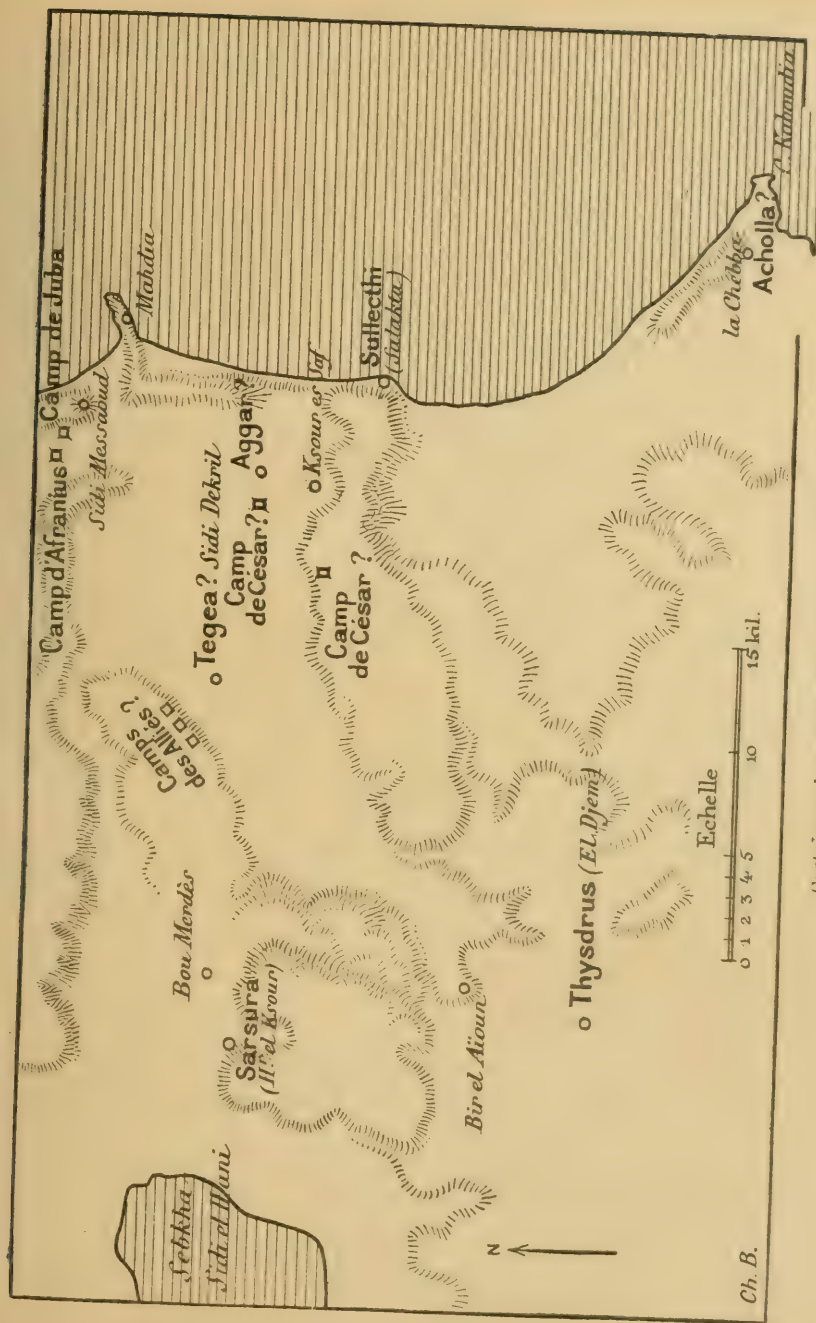 Camp d'Afranius
Camp de Juba
Sidi Messaoud
Mahdia
Camps
des Alliés ?
Sebkha
Sidi el Hani
Bou Merdès
Tegea? Sidi Dekril
Camp
de César ?
Aggar ?
Sarsura
(Hr. el Ksour)
Ksour es Saf
Camp
de César ?
Sullecthi
(Salakta)
Bir el Aïoun
Thysdrus (El Djem)
N
Echelle
0 1 2 3 4 5 10 15 kil.
la Chebba
Acholla ?
C. Kaboudia
Ch. B.